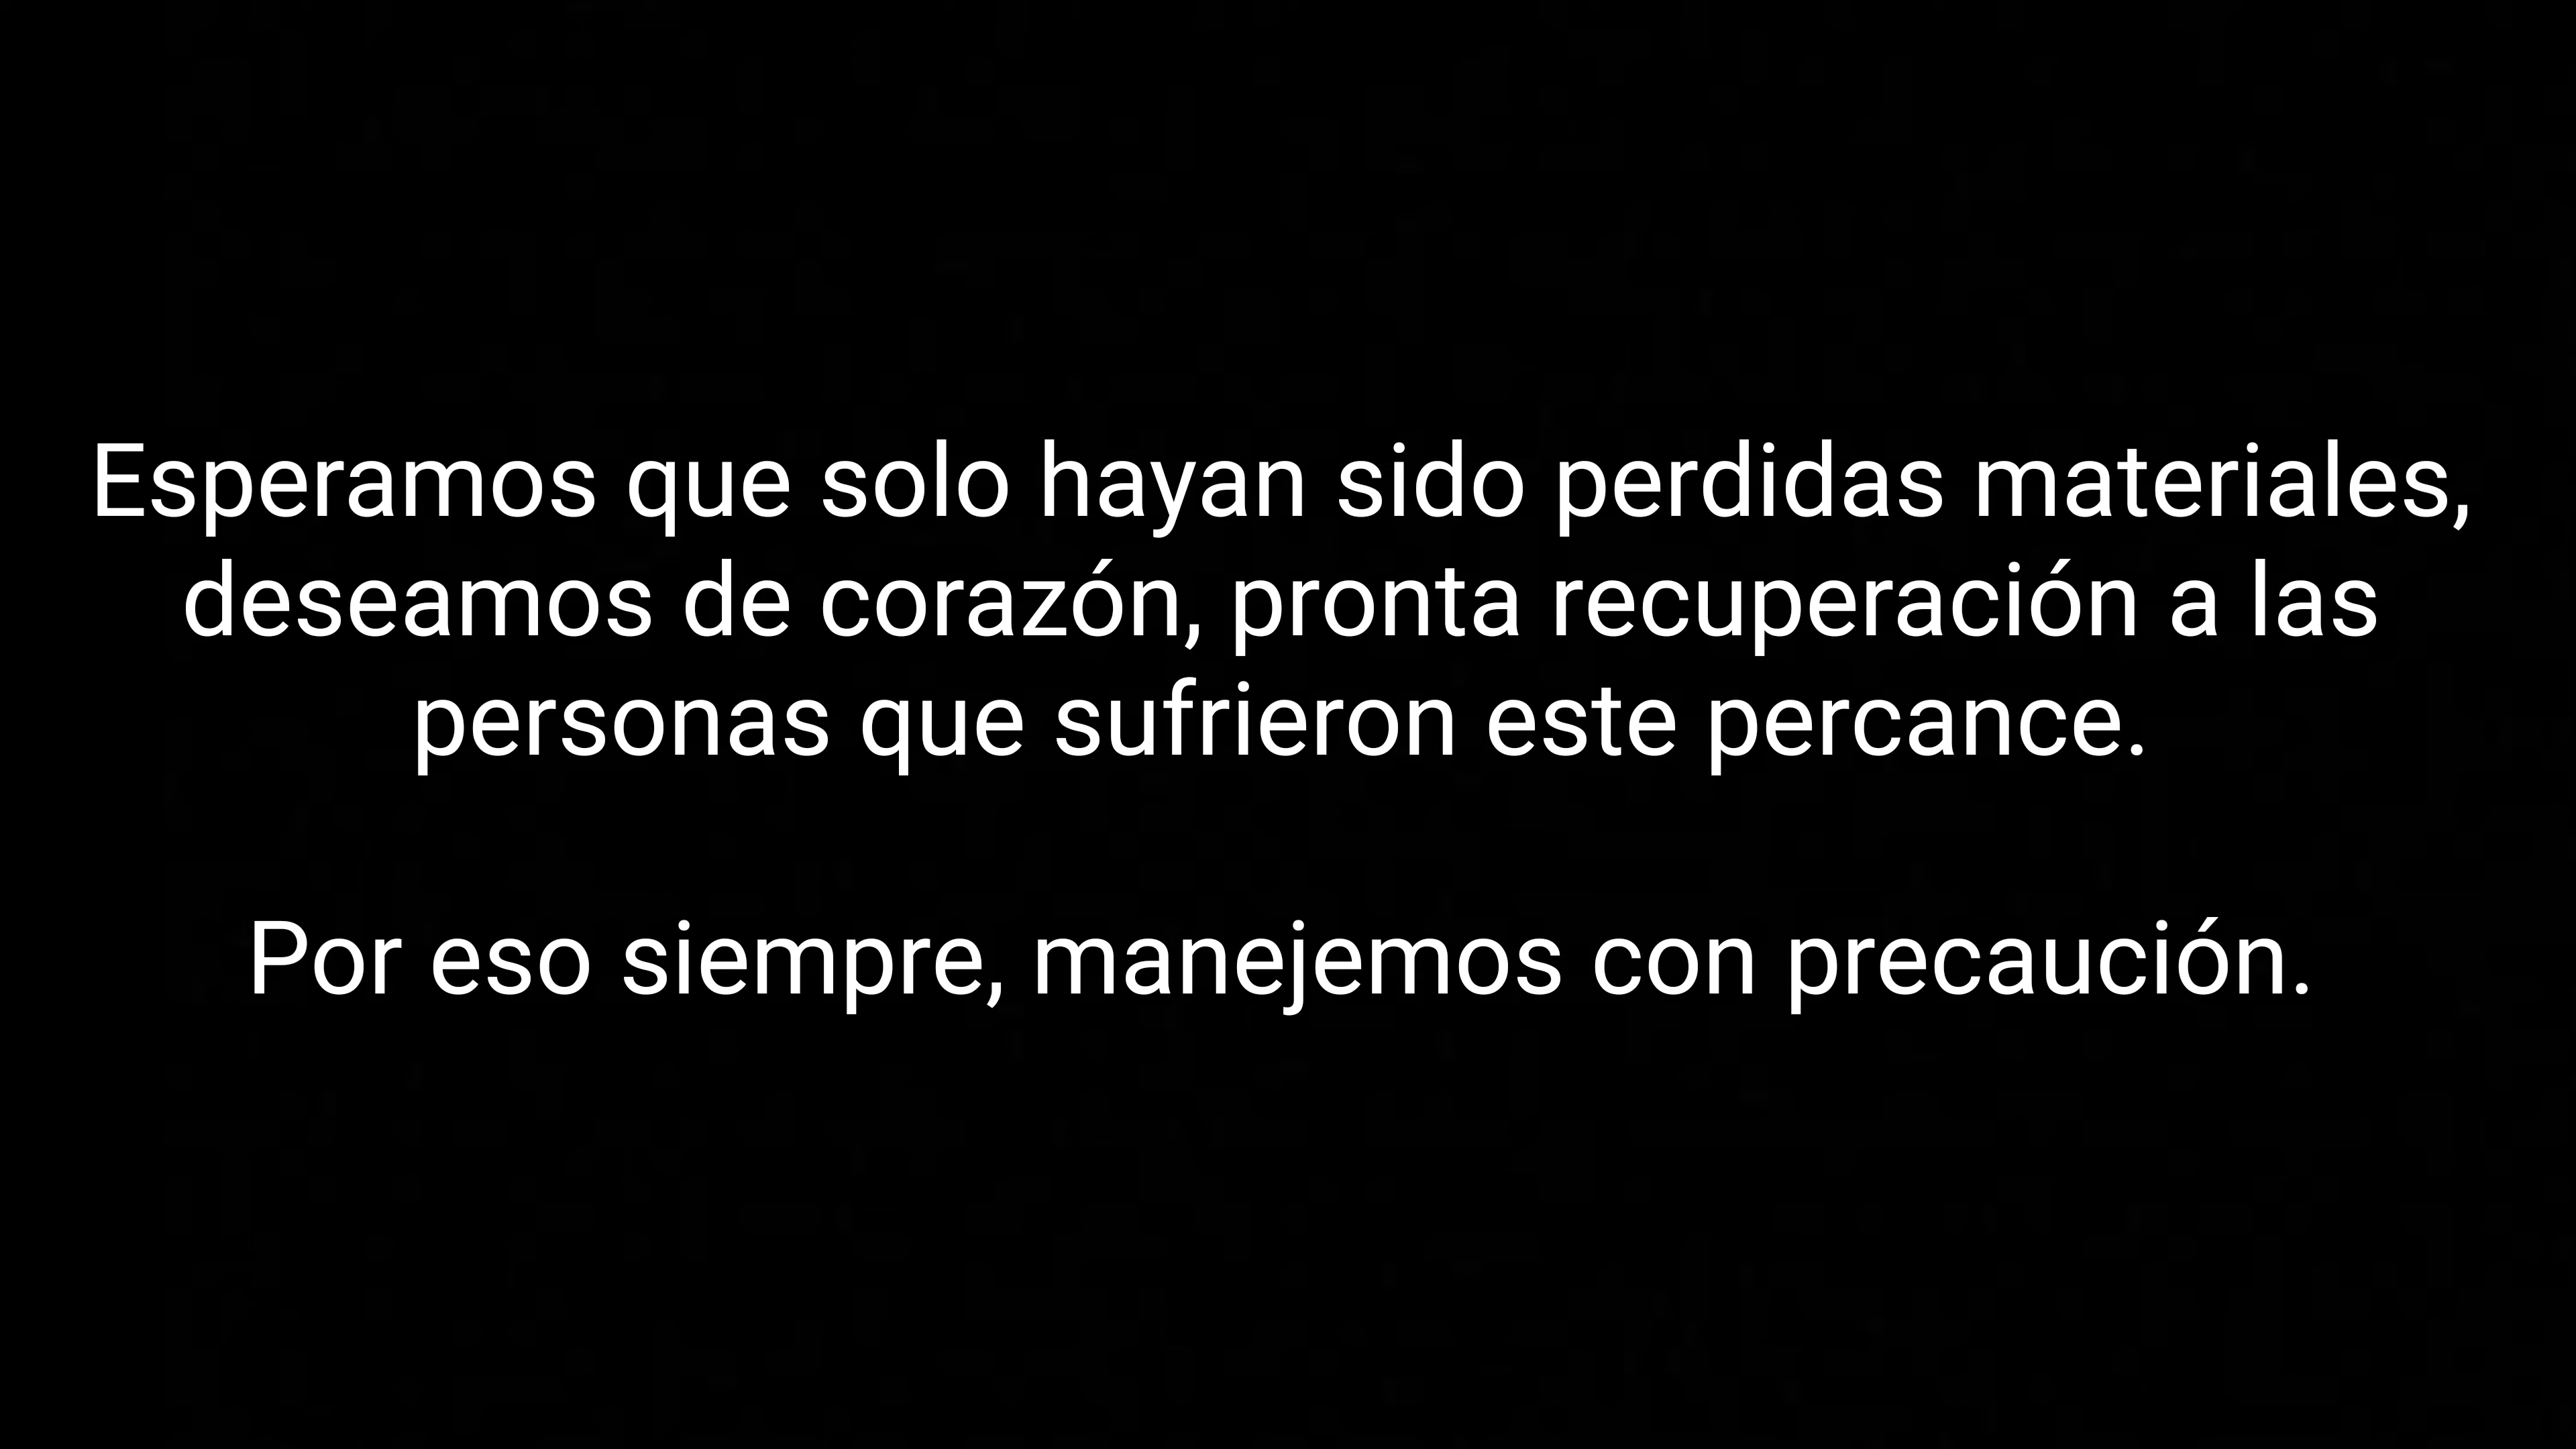 Esperamos que solo hayan sido perdidas materiales,
deseamos de corazón, pronta recuperación a las
personas que sufrieron este percance.
Por eso siempre, manejemos con precaución.